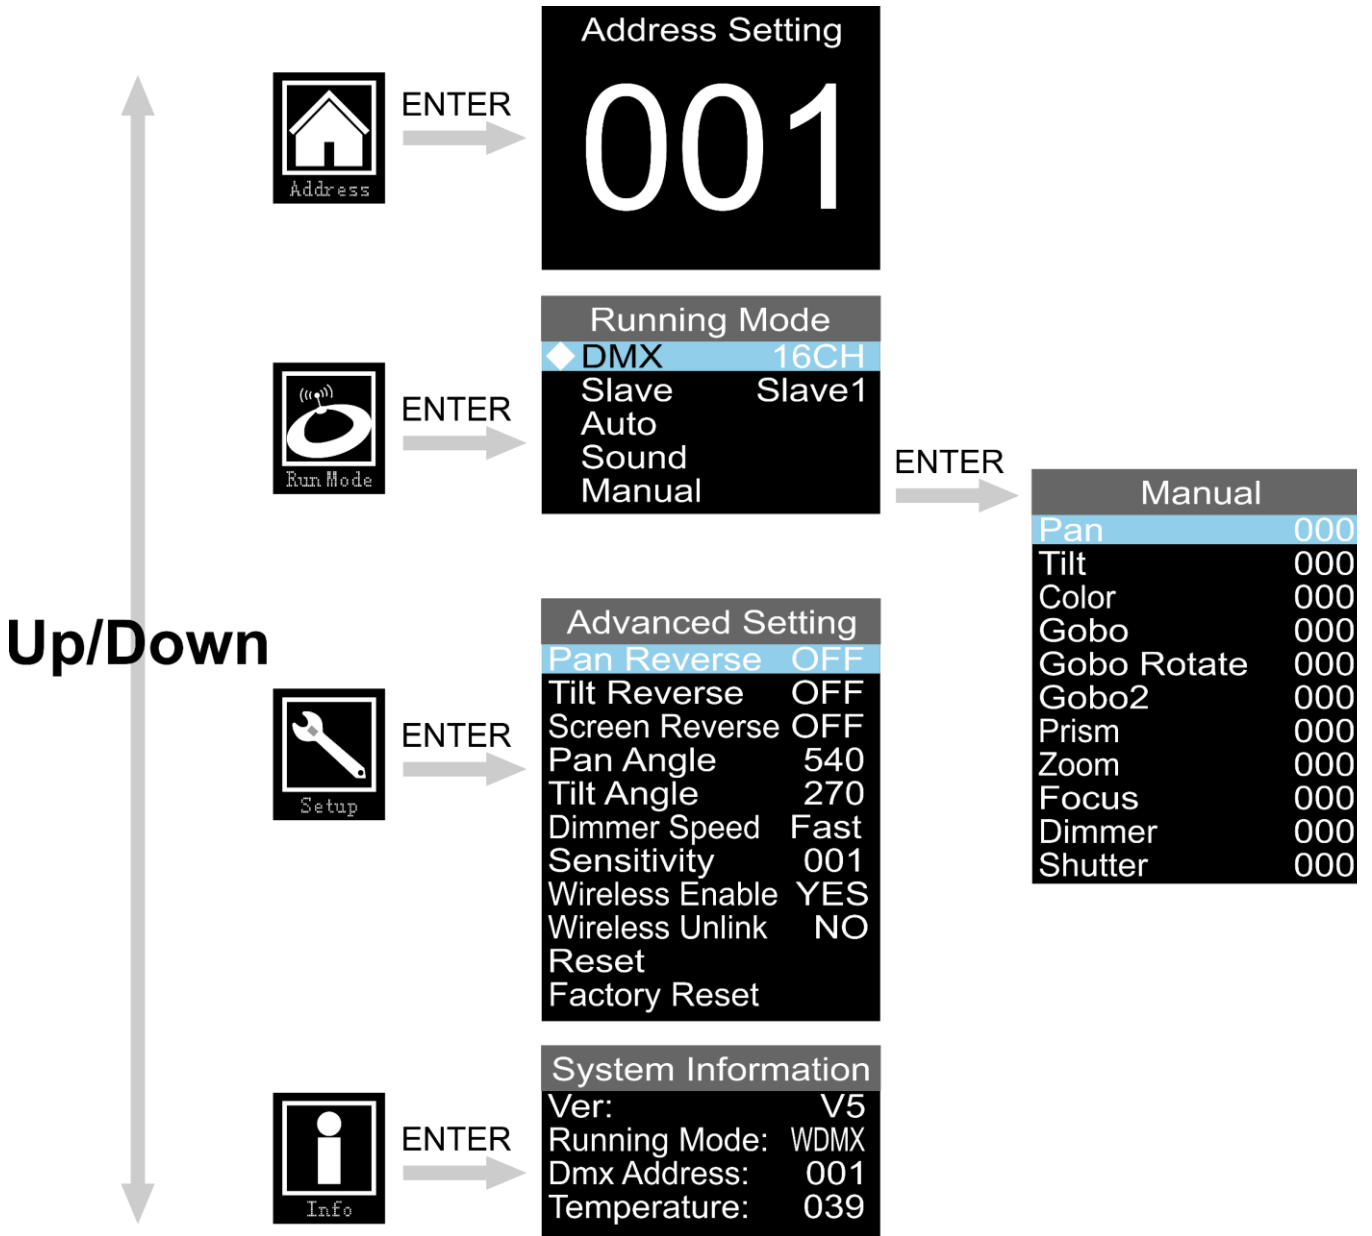 Address Setting
001
ENTER
Address
Running Mode
DMX 16CH
Slave Slave1
Auto
Sound
Manual
ENTER
Run Mode
ENTER
Manual
Pan 000
Tilt 000
Color 000
Gobo 000
Gobo Rotate 000
Gobo2 000
Prism 000
Zoom 000
Focus 000
Dimmer 000
Shutter 000
Up/Down
Advanced Setting
Pan Reverse OFF
Tilt Reverse OFF
Screen Reverse OFF
Pan Angle 540
Tilt Angle 270
Dimmer Speed Fast
Sensitivity 001
Wireless Enable YES
Wireless Unlink NO
Reset
Factory Reset
ENTER
Setup
System Information
Ver: V5
Running Mode: WDMX
Dmx Address: 001
Temperature: 039
ENTER
Info